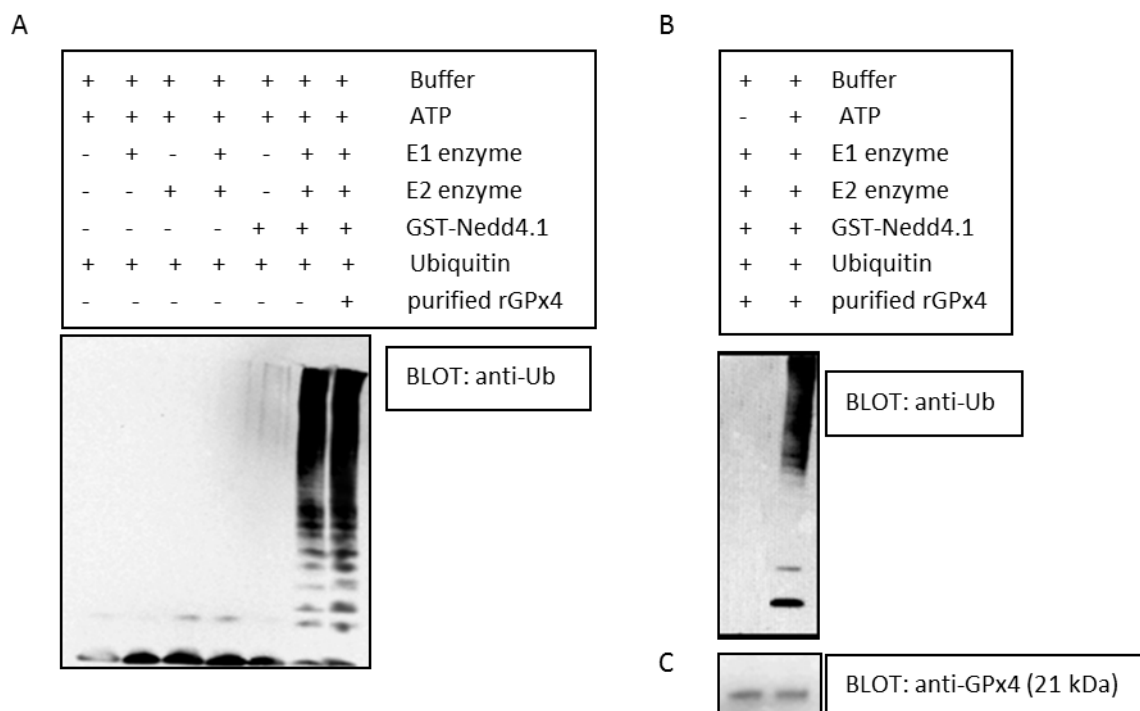 A
+ + + + + + + Buffer
+ + + + + + + ATP
- + - + - + + E1 enzyme
- - + + - + + E2 enzyme
- - - - + + + GST-Nedd4.1
+ + + + + + + Ubiquitin
- - - - - - + purified rGPx4
BLOT: anti-Ub
B
+ + Buffer
- + ATP
+ + E1 enzyme
+ + E2 enzyme
+ + GST-Nedd4.1
+ + Ubiquitin
+ + purified rGPx4
BLOT: anti-Ub
C
BLOT: anti-GPx4 (21 kDa)